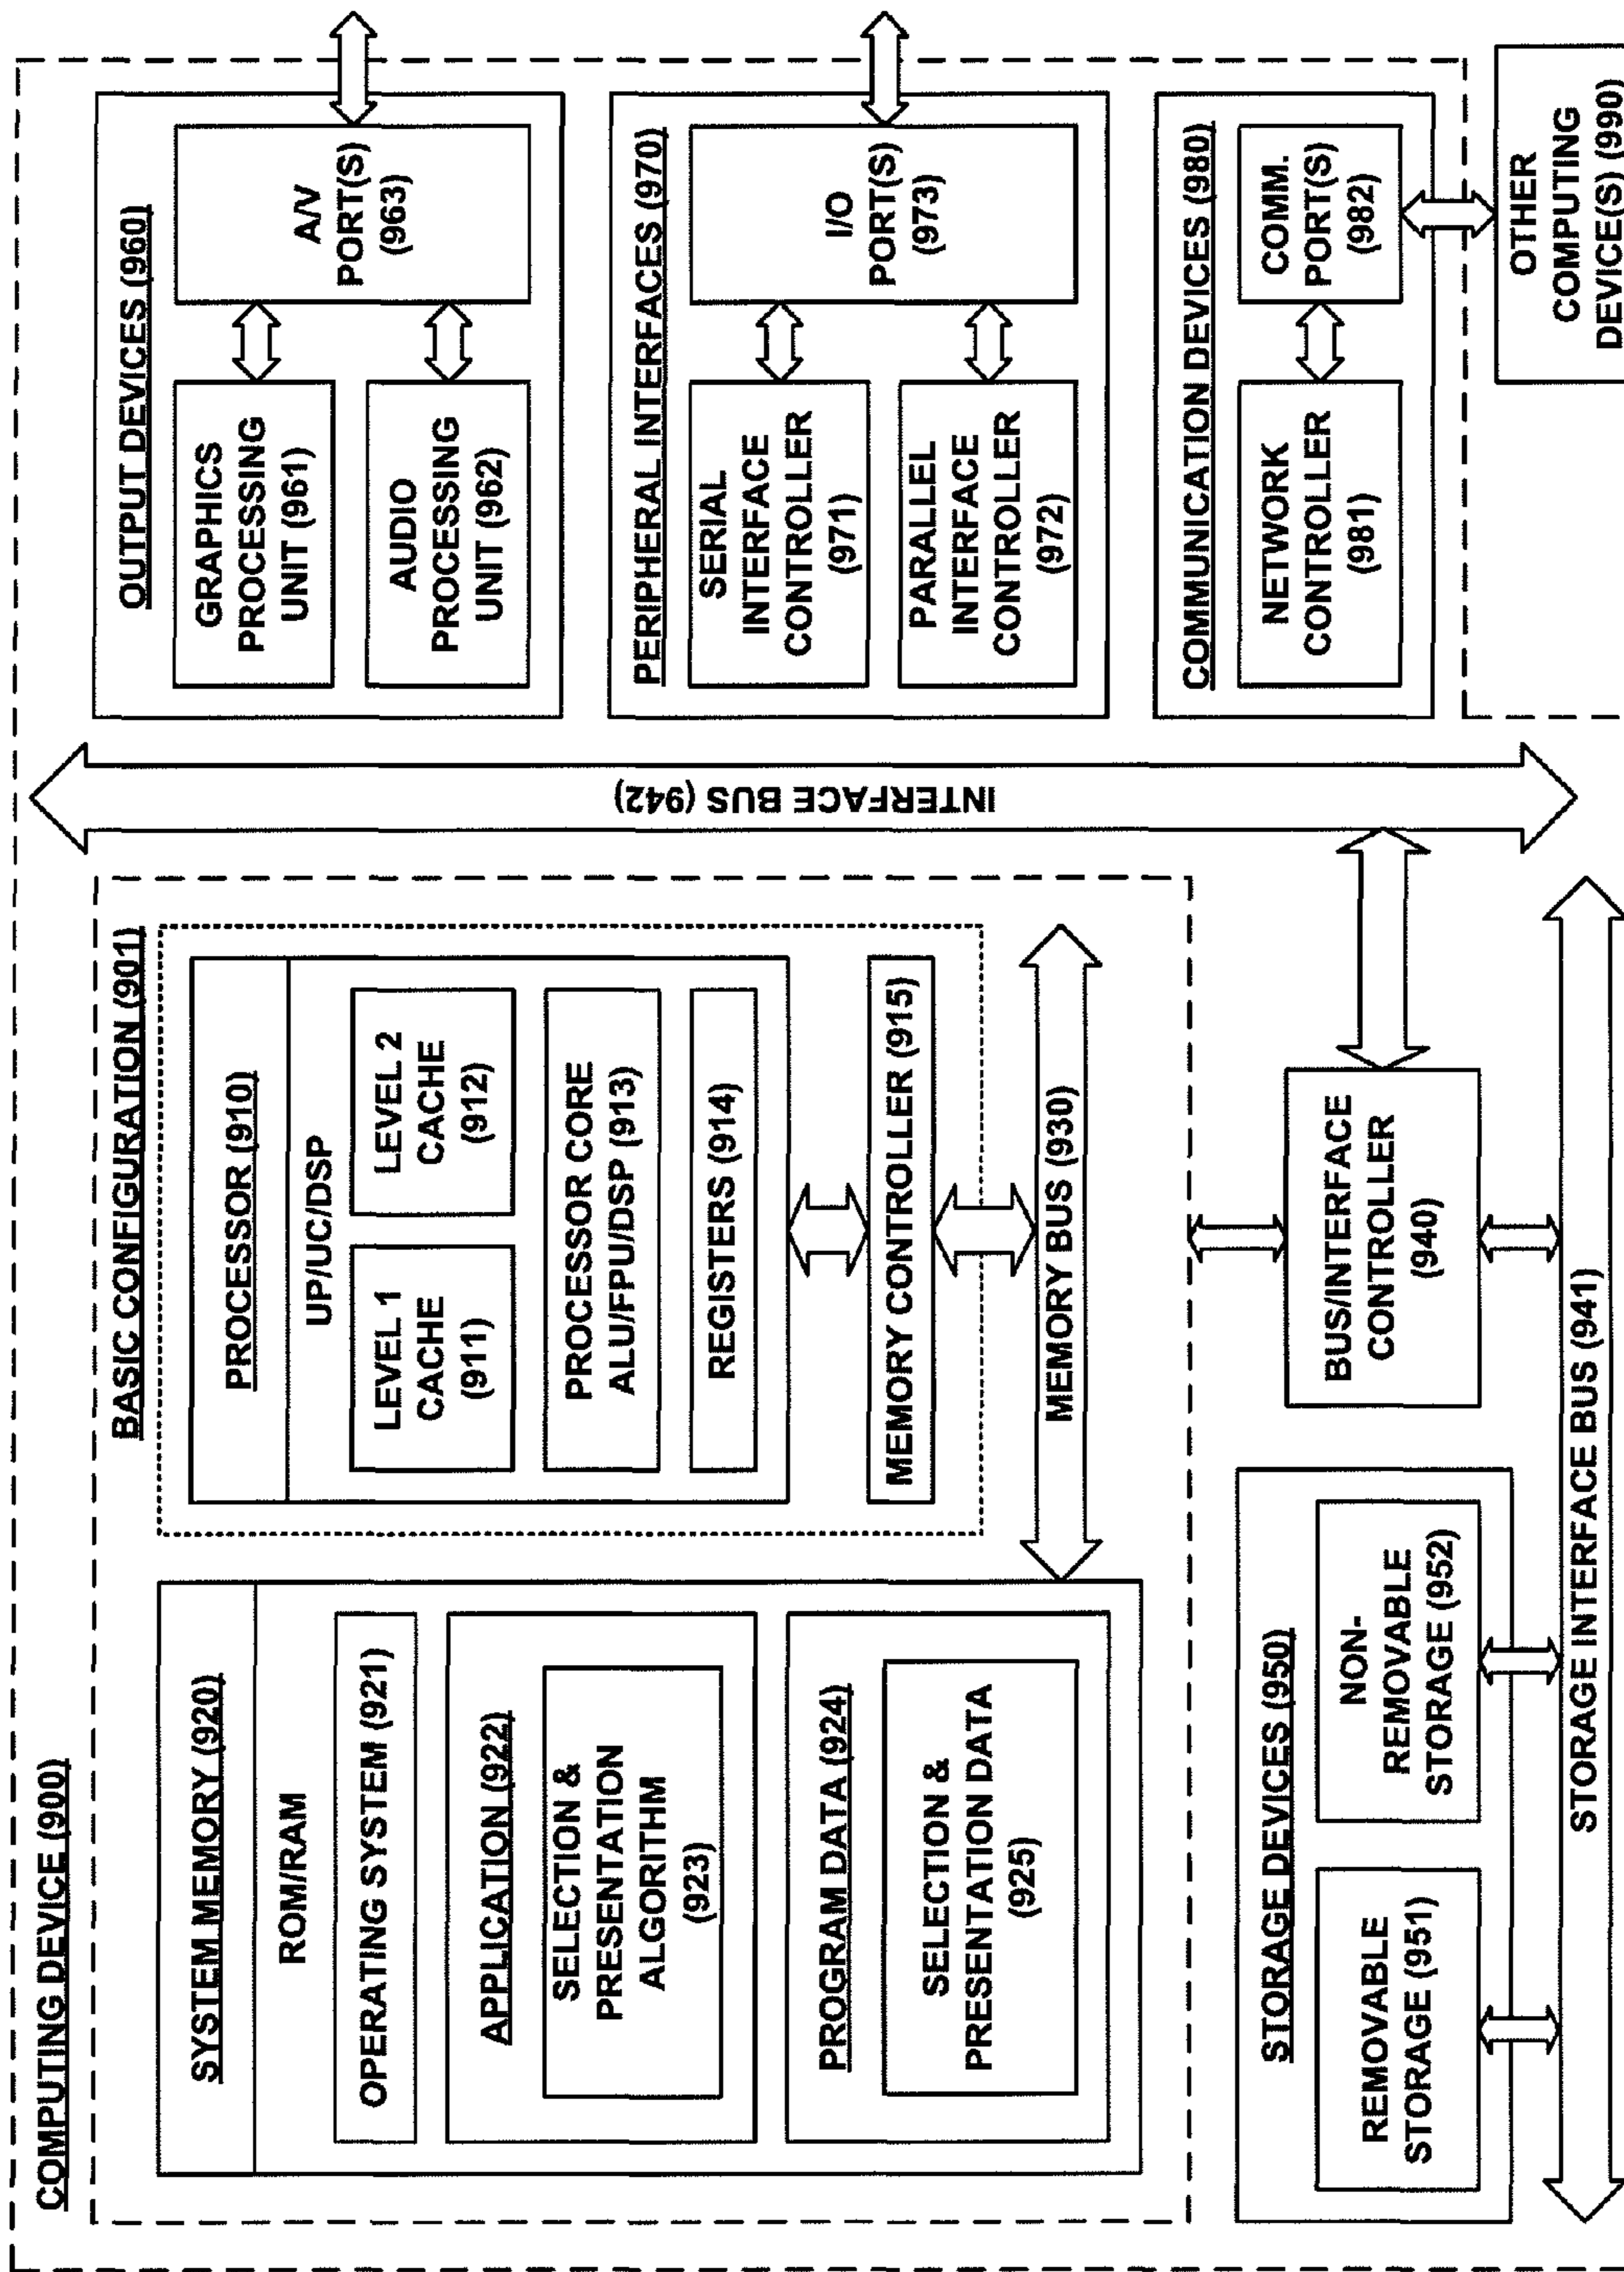 COMPUTING DEVICE (900)
BASIC CONFIGURATION (901)
SYSTEM MEMORY (920)
ROM/RAM
OPERATING SYSTEM (921)
APPLICATION (922)
SELECTION &
PRESENTATION
ALGORITHM
(923)
PROGRAM DATA (924)
SELECTION &
PRESENTATION DATA
(925)
PROCESSOR (910)
UP/UC/DSP
LEVEL 1
CACHE
(911)
LEVEL 2
CACHE
(912)
PROCESSOR CORE
ALU/FPU/DSP (913)
REGISTERS (914)
MEMORY CONTROLLER (915)
MEMORY BUS (930)
STORAGE DEVICES (950)
REMOVABLE
STORAGE (951)
NON-
REMOVABLE
STORAGE (952)
BUS/INTERFACE
CONTROLLER
(940)
STORAGE INTERFACE BUS (941)
INTERFACE BUS (942)
OUTPUT DEVICES (960)
GRAPHICS
PROCESSING
UNIT (961)
AUDIO
PROCESSING
UNIT (962)
A/V
PORT(S)
(963)
PERIPHERAL INTERFACES (970)
SERIAL
INTERFACE
CONTROLLER
(971)
PARALLEL
INTERFACE
CONTROLLER
(972)
I/O
PORT(S)
(973)
COMMUNICATION DEVICES (980)
NETWORK
CONTROLLER
(981)
COMM.
PORT(S)
(982)
OTHER
COMPUTING
DEVICE(S) (990)